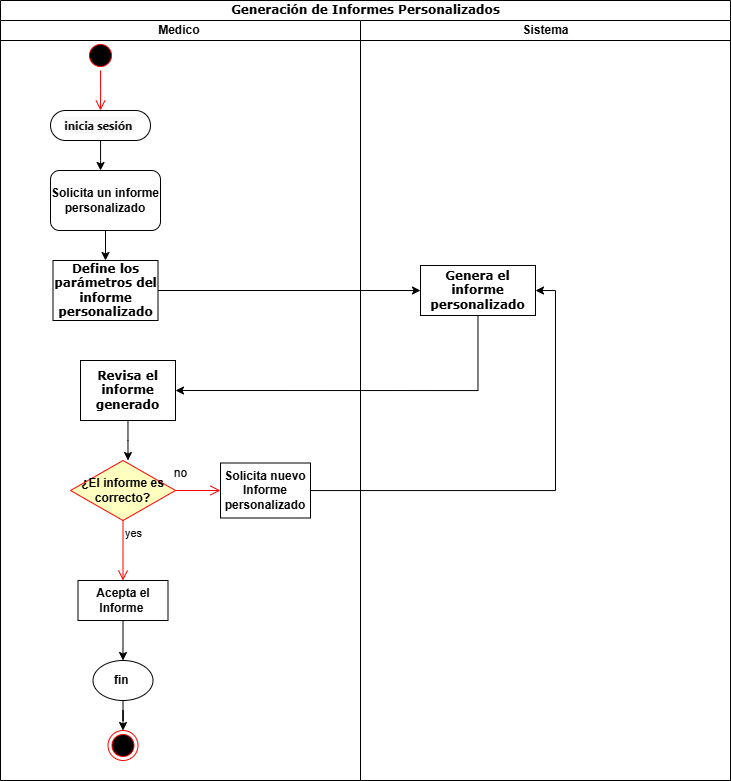 Generación de Informes Personalizados
Medico
Sistema
inicia sesión
Solicita un informe
personalizado
Define los
parámetros del
informe
personalizado
Genera el
informe
personalizado
Revisa el
informe
generado
¿El informe es
correcto?
no
Solicita nuevo
Informe
personalizado
yes
Acepta el
Informe
fin